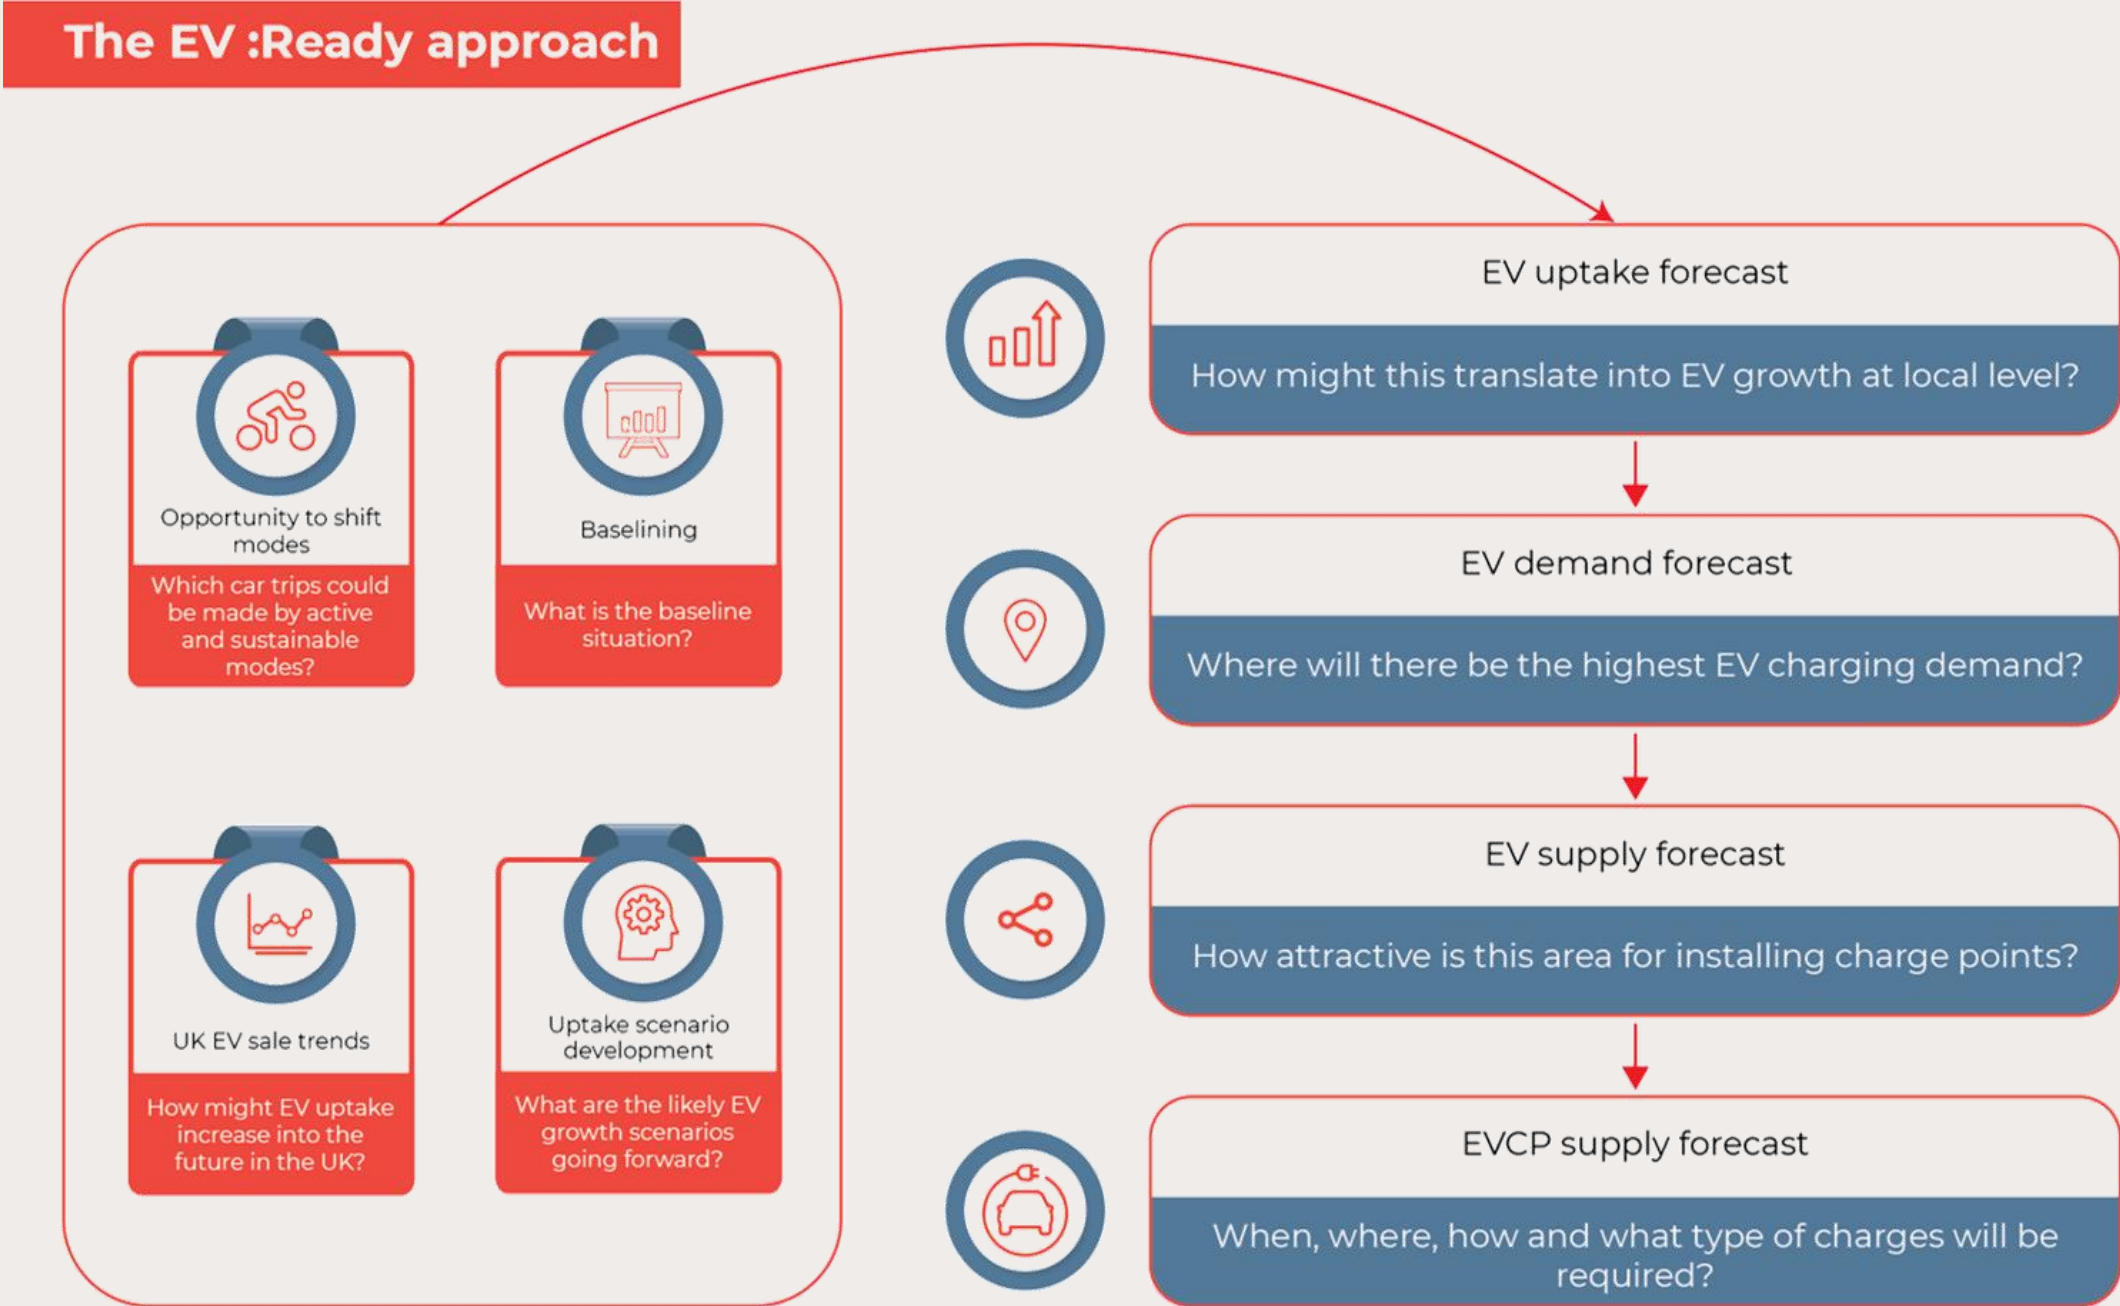 The EV :Ready approach
Opportunity to shift
modes
Which car trips could
be made by active
and sustainable
modes?
Baselining
What is the baseline
situation?
UK EV sale trends
How might EV uptake
increase into the
future in the UK?
Uptake scenario
development
What are the likely EV
growth scenarios
going forward?
EV uptake forecast
How might this translate into EV growth at local level?
EV demand forecast
Where will there be the highest EV charging demand?
EV supply forecast
How attractive is this area for installing charge points?
EVCP supply forecast
When, where, how and what type of charges will be
required?